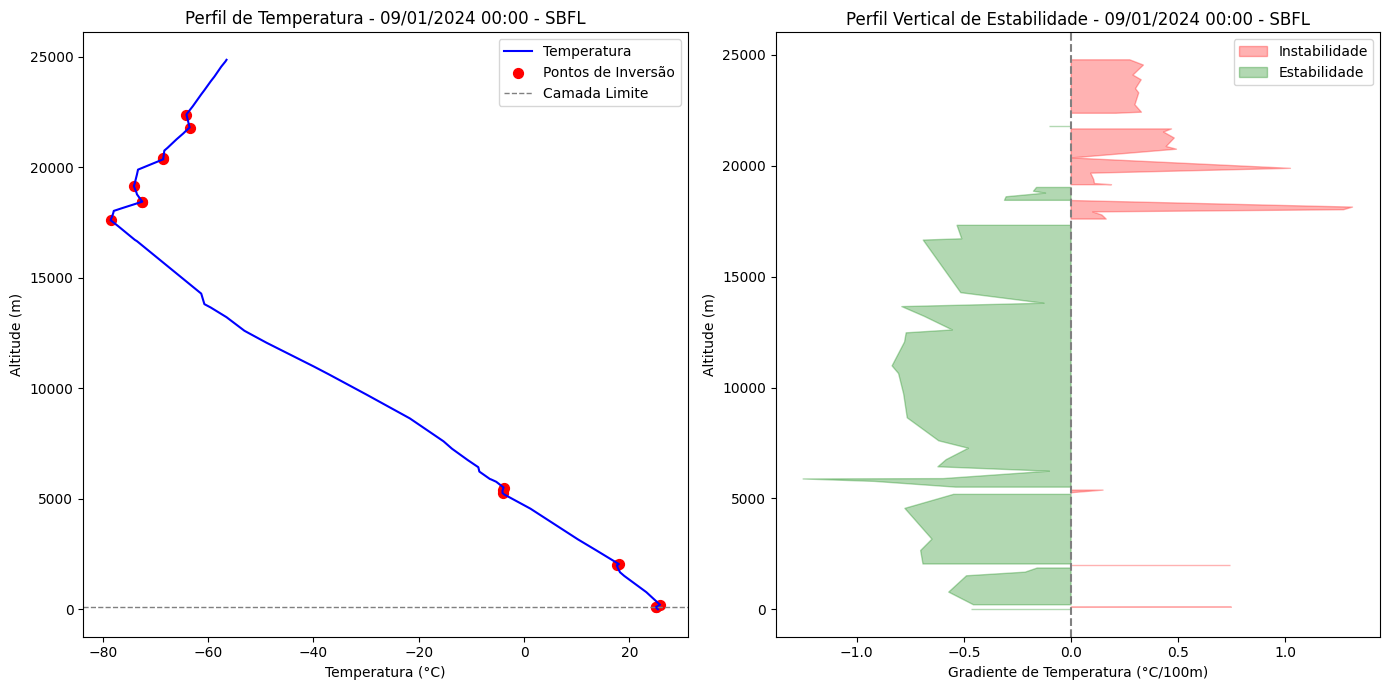 Perfil de Temperatura - 09/01/2024 00:00 - SBFL
Temperatura
Pontos de Inversão
Camada Limite
25000
20000
15000
10000
5000
0
Altitude (m)
−80
−60
−40
−20
0
20
Temperatura (°C)
Perfil Vertical de Estabilidade - 09/01/2024 00:00 - SBFL
Instabilidade
Estabilidade
25000
20000
15000
10000
5000
0
Altitude (m)
−1.0
−0.5
0.0
0.5
1.0
Gradiente de Temperatura (°C/100m)